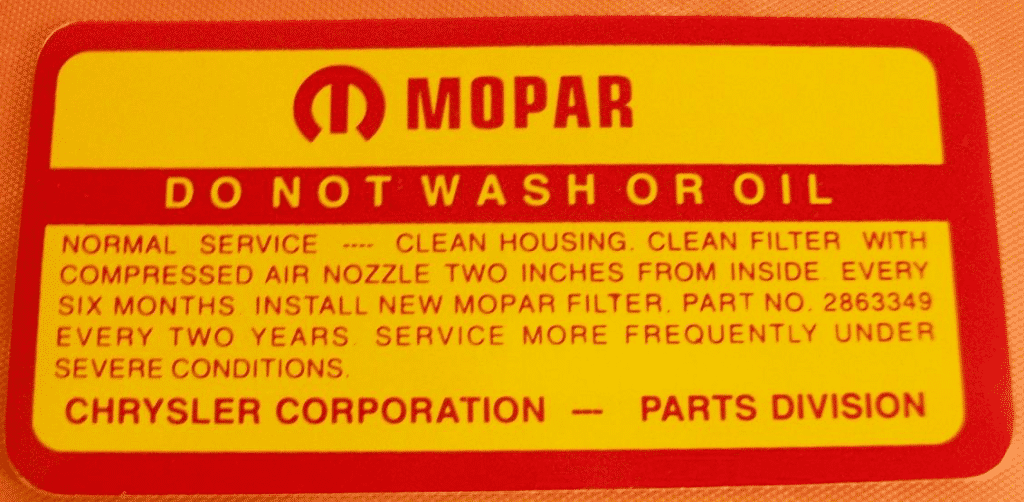 MOPAR
DO NOT WASH OR OIL
NORMAL SERVICE ---- CLEAN HOUSING. CLEAN FILTER WITH
COMPRESSED AIR NOZZLE TWO INCHES FROM INSIDE EVERY
SIX MONTHS. INSTALL NEW MOPAR FILTER, PART NO. 2863349
EVERY TWO YEARS. SERVICE MORE FREQUENTLY UNDER
SEVERE CONDITIONS.
CHRYSLER CORPORATION — PARTS DIVISION